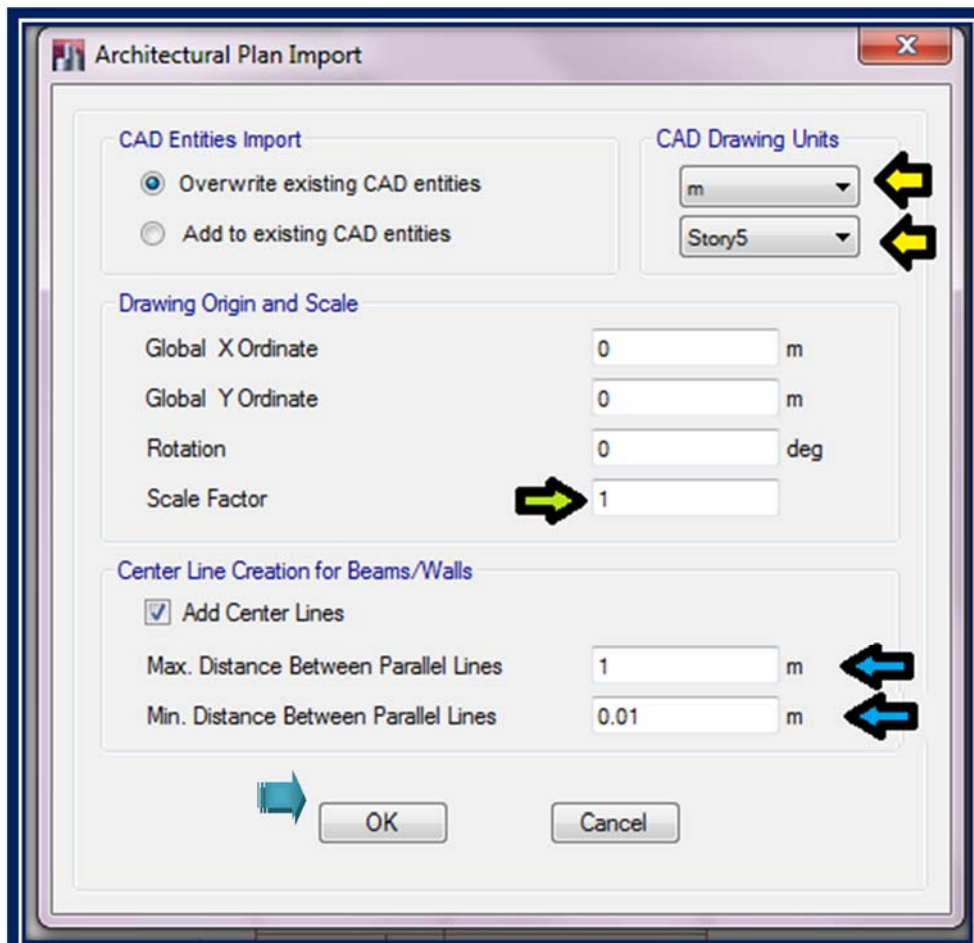 Architectural Plan Import
CAD Entities Import
Overwrite existing CAD entities
Add to existing CAD entities
CAD Drawing Units
m
Story5
Drawing Origin and Scale
Global X Ordinate 0 m
Global Y Ordinate 0 m
Rotation 0 deg
Scale Factor 1
Center Line Creation for Beams/Walls
Add Center Lines
Max. Distance Between Parallel Lines 1 m
Min. Distance Between Parallel Lines 0.01 m
OK Cancel